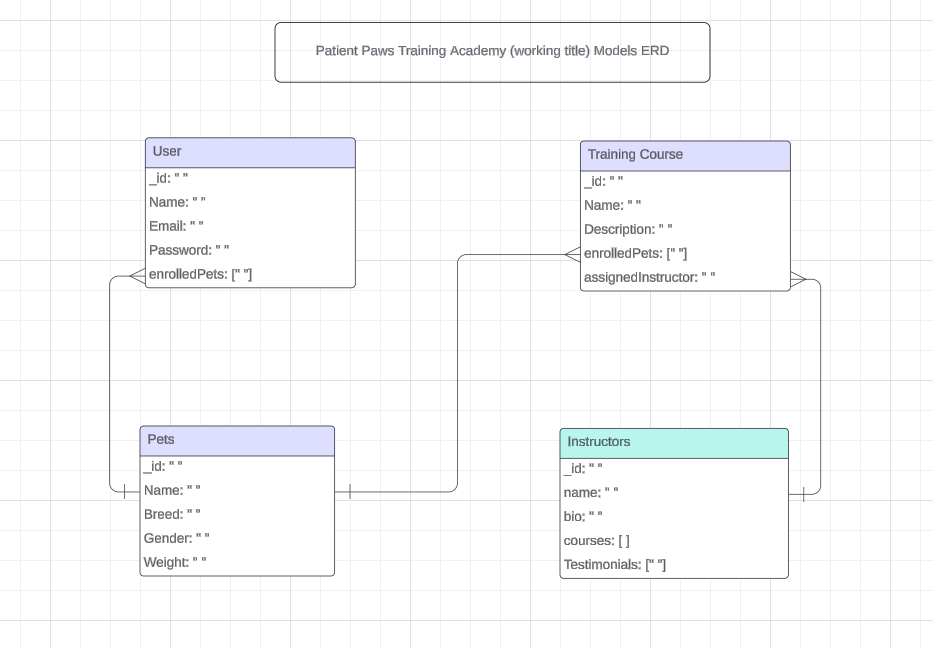 Patient Paws Training Academy (working title) Models ERD
User
_id: " "
Name: " "
Email: " "
Password: " "
enrolledPets: [" "]
Training Course
_id: " "
Name: " "
Description: " "
enrolledPets: [" "]
assignedInstructor: " "
Pets
_id: " "
Name: " "
Breed: " "
Gender: " "
Weight: " "
Instructors
_id: " "
name: " "
bio: " "
courses: [ ]
Testimonials: [" "]